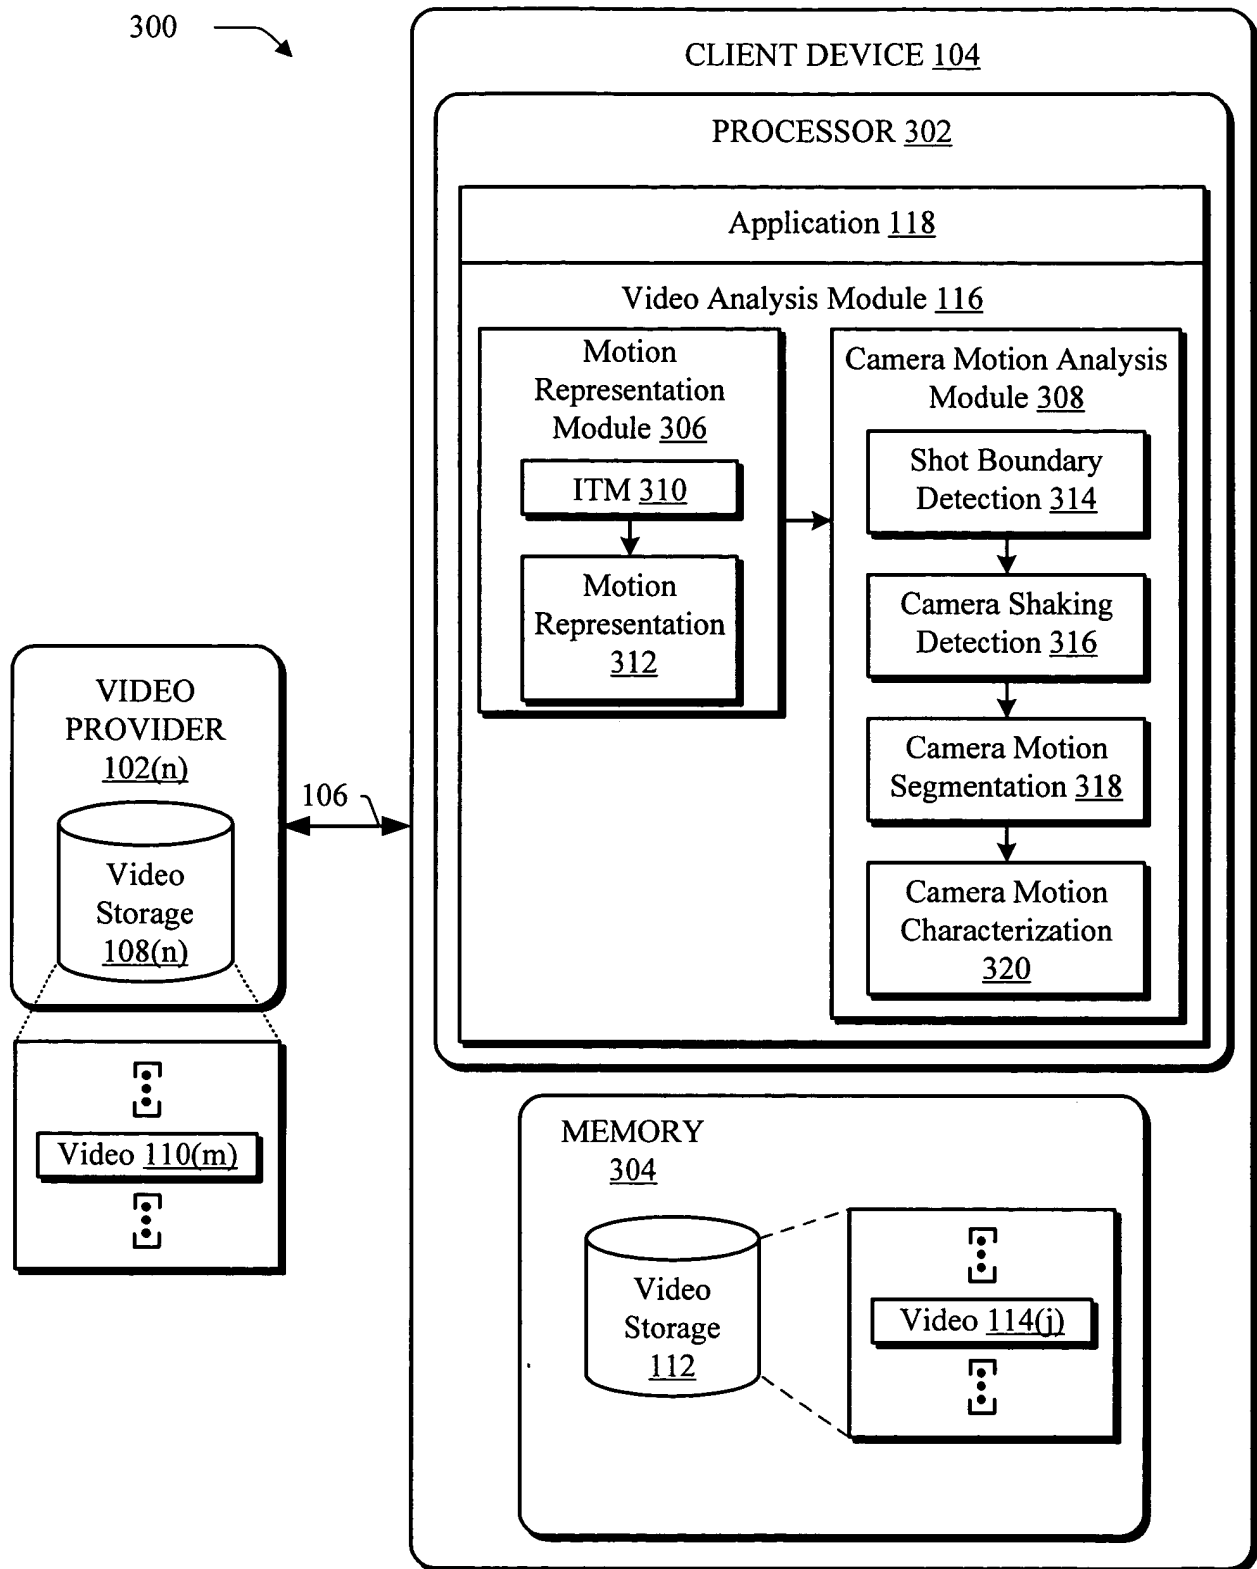 300
CLIENT DEVICE 104
PROCESSOR 302
Application 118
Video Analysis Module 116
Motion
Representation
Module 306
ITM 310
Motion
Representation
312
Camera Motion Analysis
Module 308
Shot Boundary
Detection 314
Camera Shaking
Detection 316
Camera Motion
Segmentation 318
Camera Motion
Characterization
320
VIDEO
PROVIDER
102(n)
Video
Storage
108(n)
106
Video 110(m)
MEMORY
304
Video
Storage
112
Video 114(j)